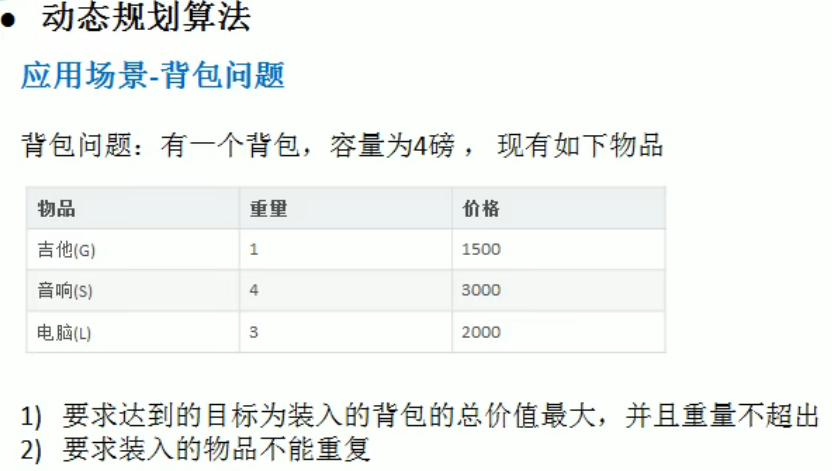 ● 动态规划算法
应用场景-背包问题
背包问题：有一个背包，容量为4磅 ， 现有如下物品
物品 重量 价格
吉他(G) 1 1500
音响(S) 4 3000
电脑(L) 3 2000
1) 要求达到的目标为装入的背包的总价值最大，并且重量不超出
2) 要求装入的物品不能重复